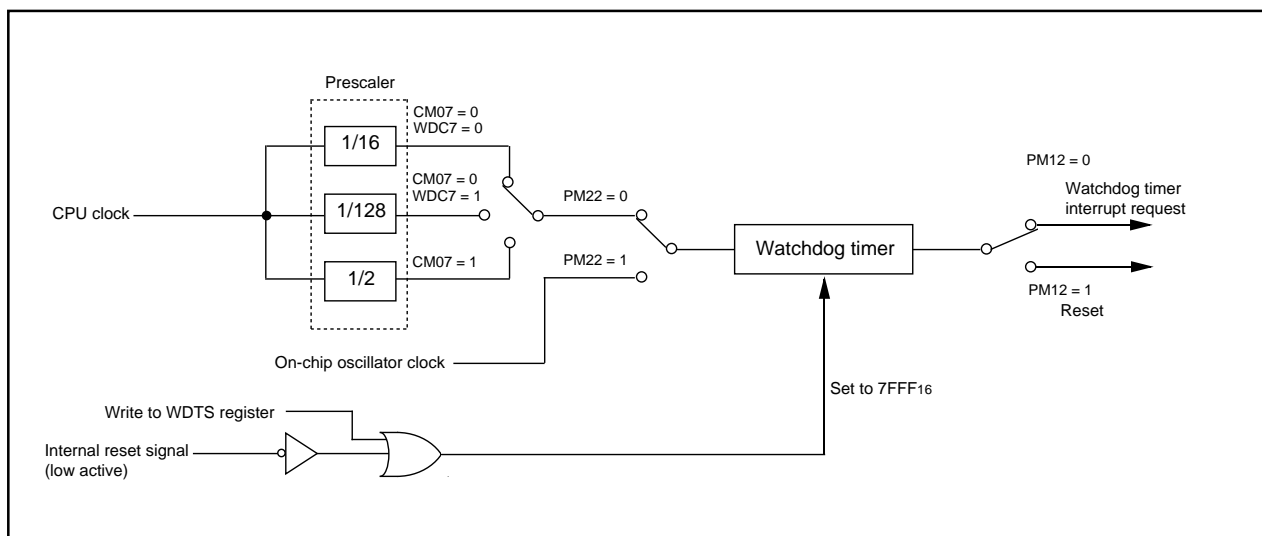 Prescaler
CM07 = 0
WDC7 = 0
1/16
CM07 = 0
WDC7 = 1
1/128
CPU clock
CM07 = 1
1/2
PM22 = 0
PM22 = 1
Watchdog timer
PM12 = 0
Watchdog timer
interrupt request
PM12 = 1
Reset
On-chip oscillator clock
Set to 7FFF16
Write to WDTS register
Internal reset signal
(low active)